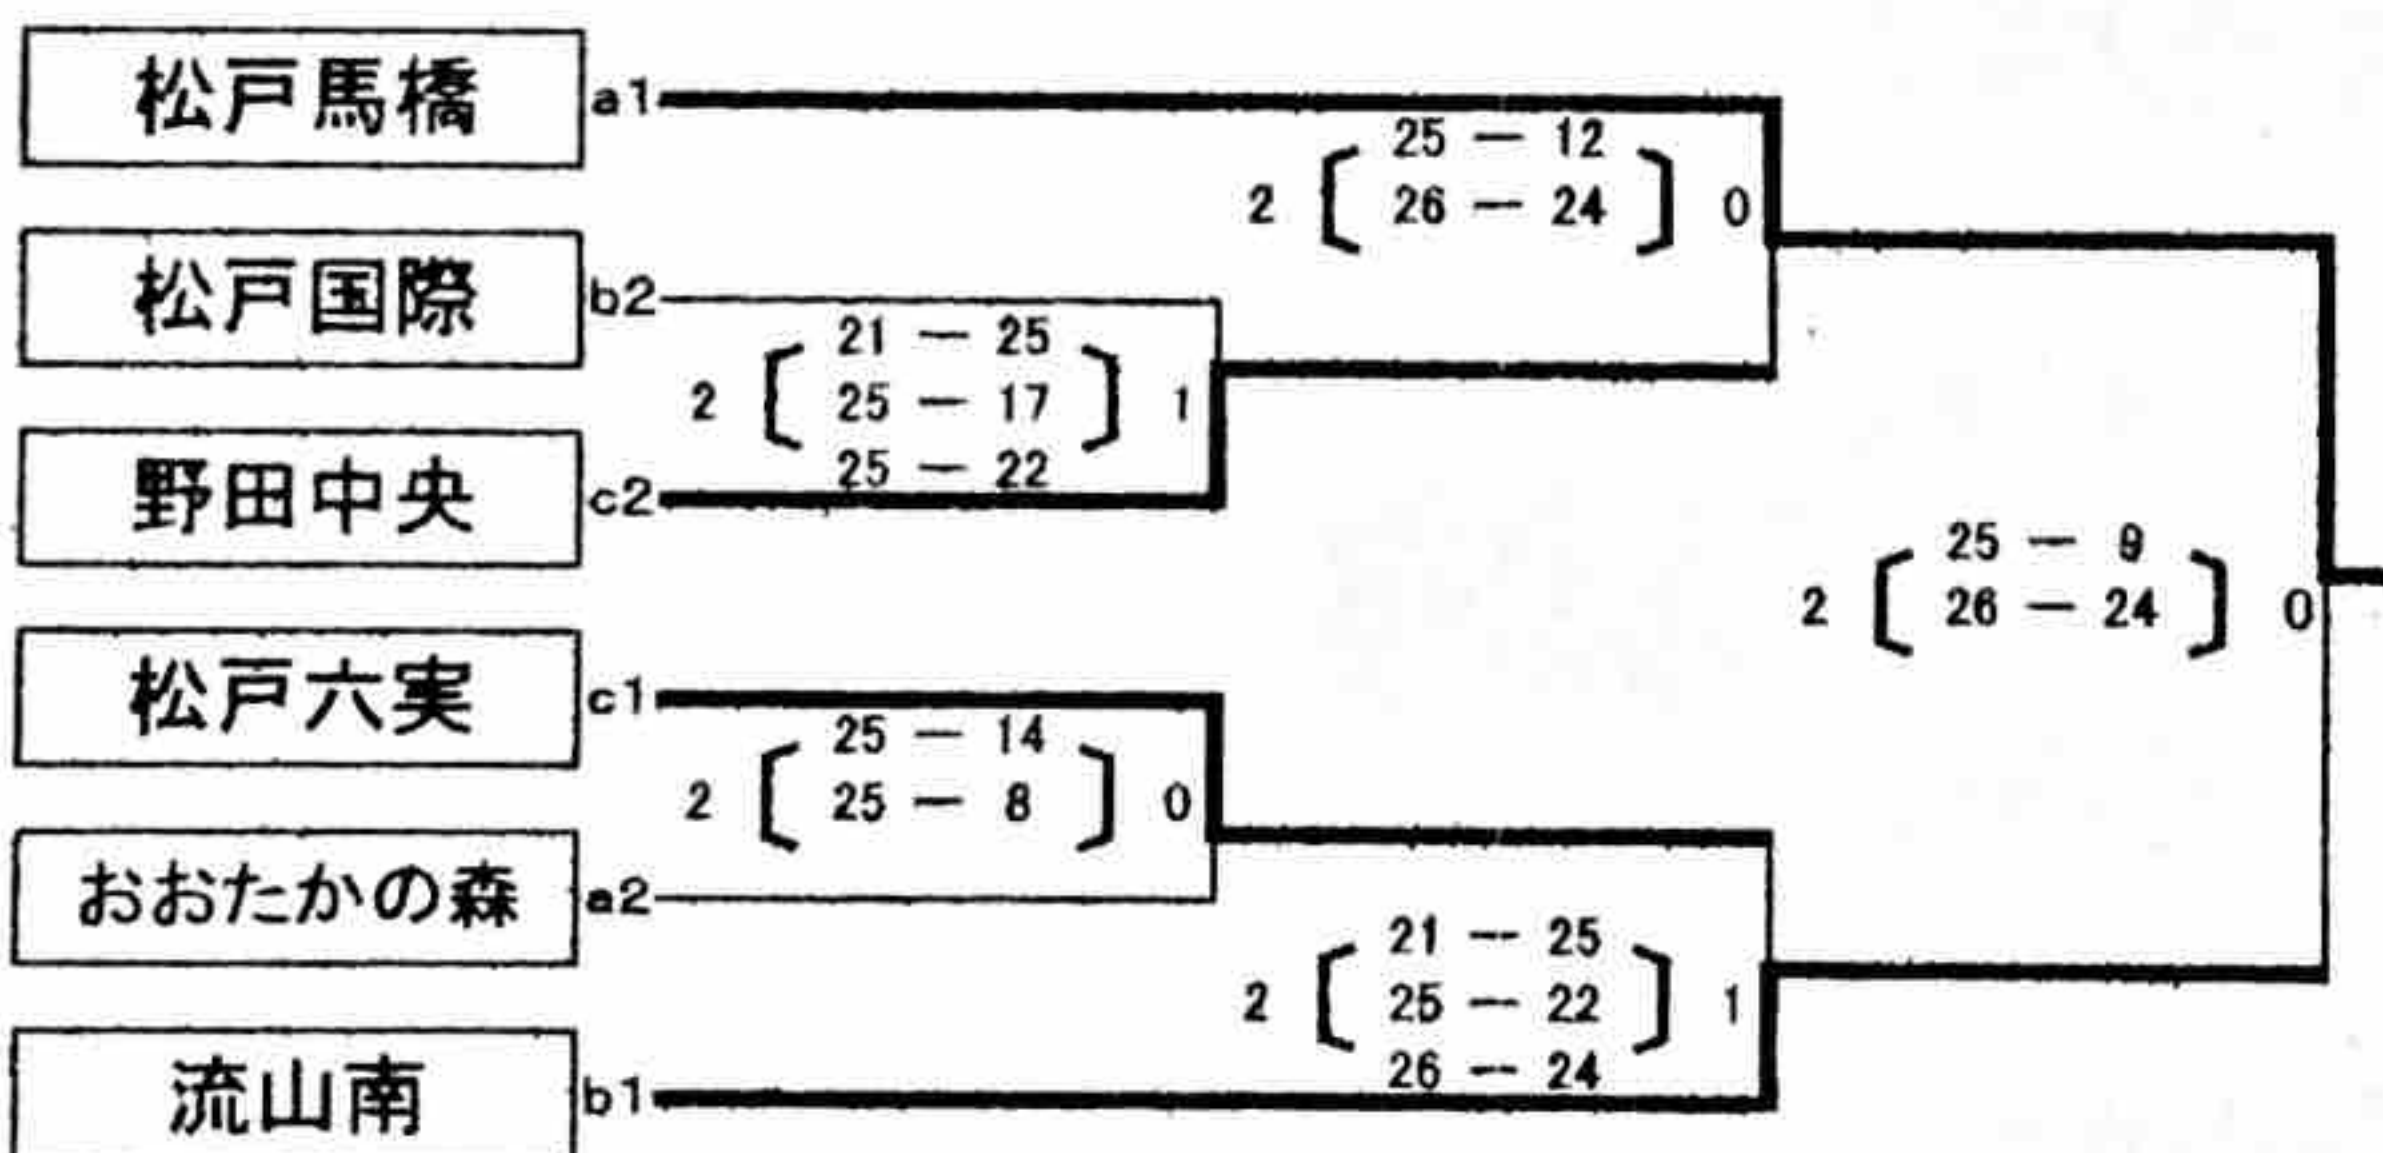 松戸馬橋 a1
25 — 12
2 [ 26 — 24 ] 0
松戸国際 b2
21 — 25
2 [ 25 — 17 ] 1
25 — 22
野田中央 c2
25 — 9
2 [ 26 — 24 ] 0
松戸六実 c1
25 — 14
2 [ 25 — 8 ] 0
おおたかの森 a2
21 — 25
2 [ 25 — 22 ] 1
26 — 24
流山南 b1